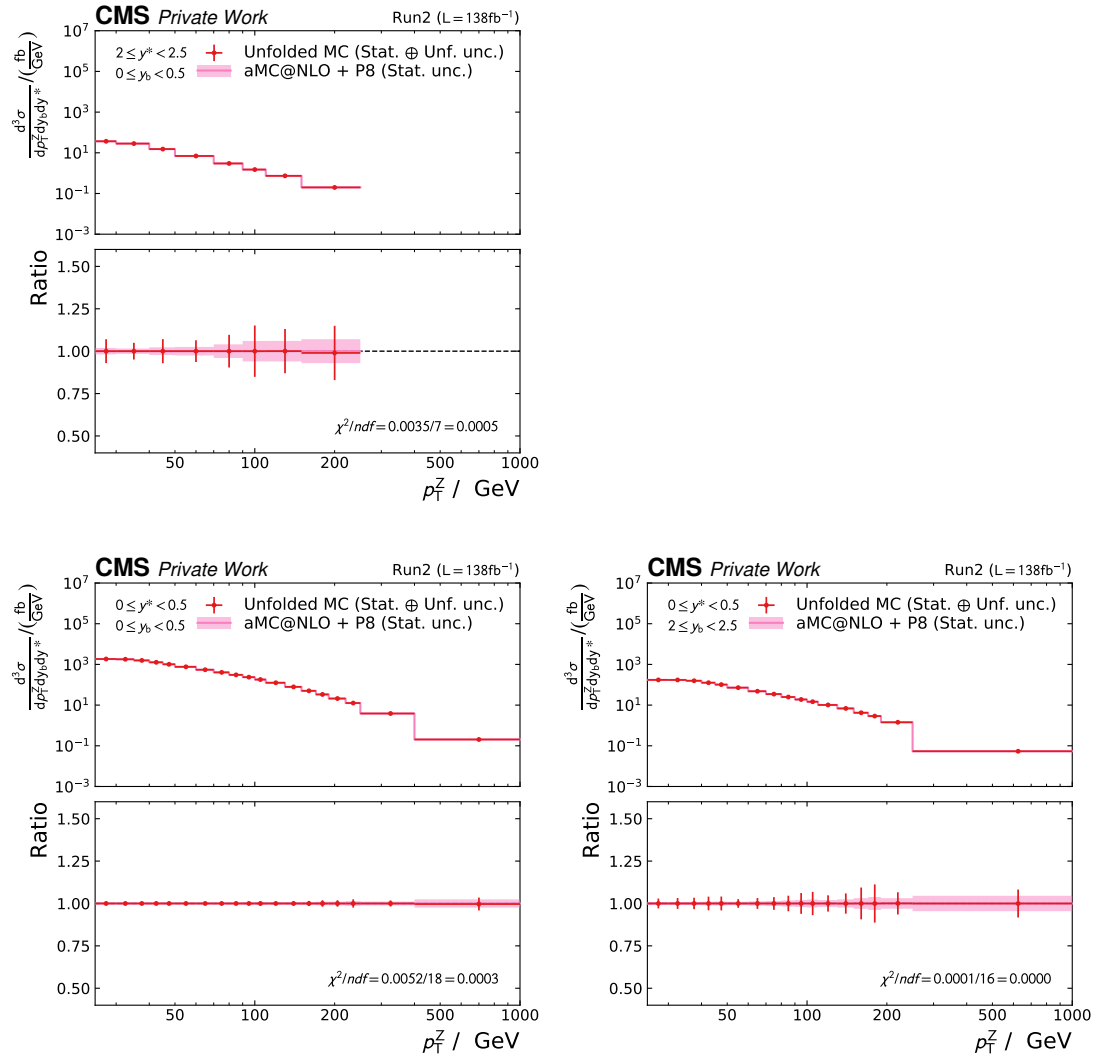 CMS Private Work Run2 (L=138fb⁻¹)
10⁷
10⁵
10³
10¹
10⁻¹
10⁻³
d³σ / dp_T^Z dy_b dy* /(fb/GeV)
2 ≤ y* < 2.5 Unfolded MC (Stat. ⊕ Unf. unc.)
0 ≤ y_b < 0.5 aMC@NLO + P8 (Stat. unc.)
Ratio
1.50
1.25
1.00
0.75
0.50
χ²/ndf = 0.0035/7 = 0.0005
50 100 200 500 1000
p_T^Z / GeV
CMS Private Work Run2 (L=138fb⁻¹)
10⁷
10⁵
10³
10¹
10⁻¹
10⁻³
d³σ / dp_T^Z dy_b dy* /(fb/GeV)
0 ≤ y* < 0.5 Unfolded MC (Stat. ⊕ Unf. unc.)
0 ≤ y_b < 0.5 aMC@NLO + P8 (Stat. unc.)
Ratio
1.50
1.25
1.00
0.75
0.50
χ²/ndf = 0.0052/18 = 0.0003
50 100 200 500 1000
p_T^Z / GeV
CMS Private Work Run2 (L=138fb⁻¹)
10⁷
10⁵
10³
10¹
10⁻¹
10⁻³
d³σ / dp_T^Z dy_b dy* /(fb/GeV)
0 ≤ y* < 0.5 Unfolded MC (Stat. ⊕ Unf. unc.)
2 ≤ y_b < 2.5 aMC@NLO + P8 (Stat. unc.)
Ratio
1.50
1.25
1.00
0.75
0.50
χ²/ndf = 0.0001/16 = 0.0000
50 100 200 500 1000
p_T^Z / GeV